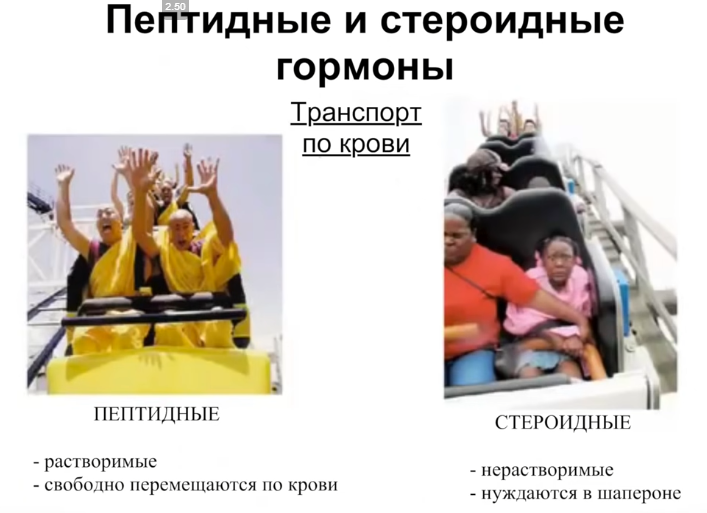 2.50
Пептидные и стероидные
гормоны
Транспорт
по крови
ПЕПТИДНЫЕ
- растворимые
- свободно перемещаются по крови
СТЕРОИДНЫЕ
- нерастворимые
- нуждаются в шапероне